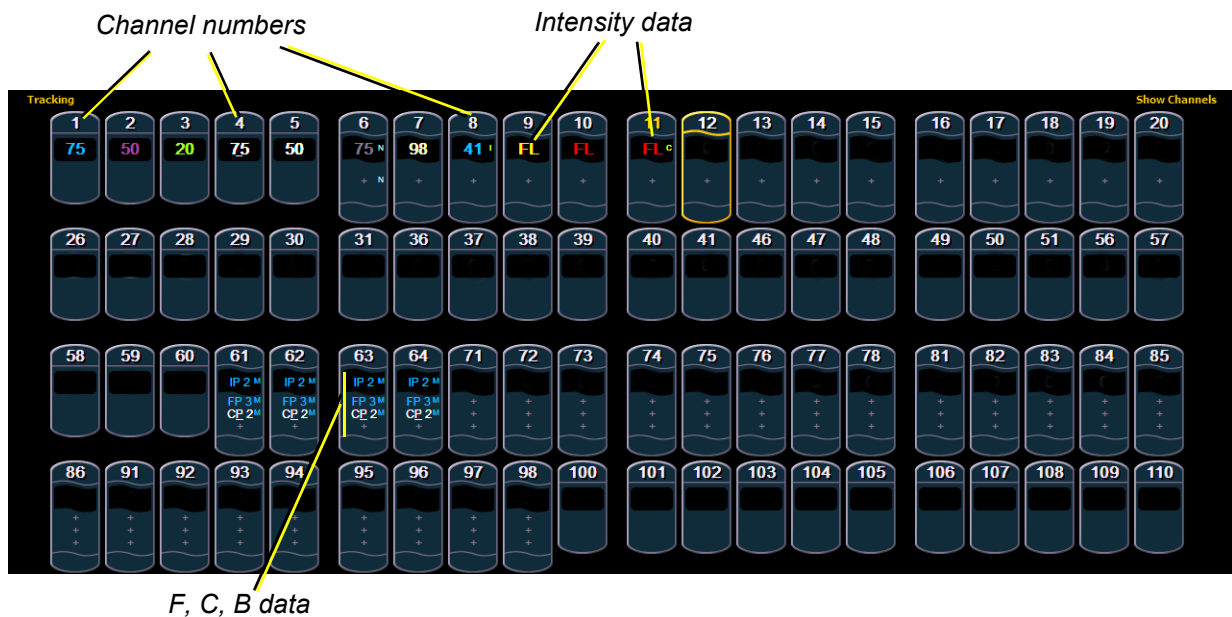 Channel numbers Intensity data
Tracking Show Channels
1 2 3 4 5 6 7 8 9 10 11 12 13 14 15 16 17 18 19 20
75 50 20 75 50 75 N 98 41 I FL FL FL C
+ N + + + + + + + + + + + + + +
26 27 28 29 30 31 36 37 38 39 40 41 46 47 48 49 50 51 56 57
58 59 60 61 62 63 64 71 72 73 74 75 76 77 78 81 82 83 84 85
IP 2 M IP 2 M IP 2 M IP 2 M
FP 3 M FP 3 M FP 3 M FP 3 M
CP 2 M CP 2 M CP 2 M CP 2 M
86 91 92 93 94 95 96 97 98 100 101 102 103 104 105 106 107 108 109 110
F, C, B data